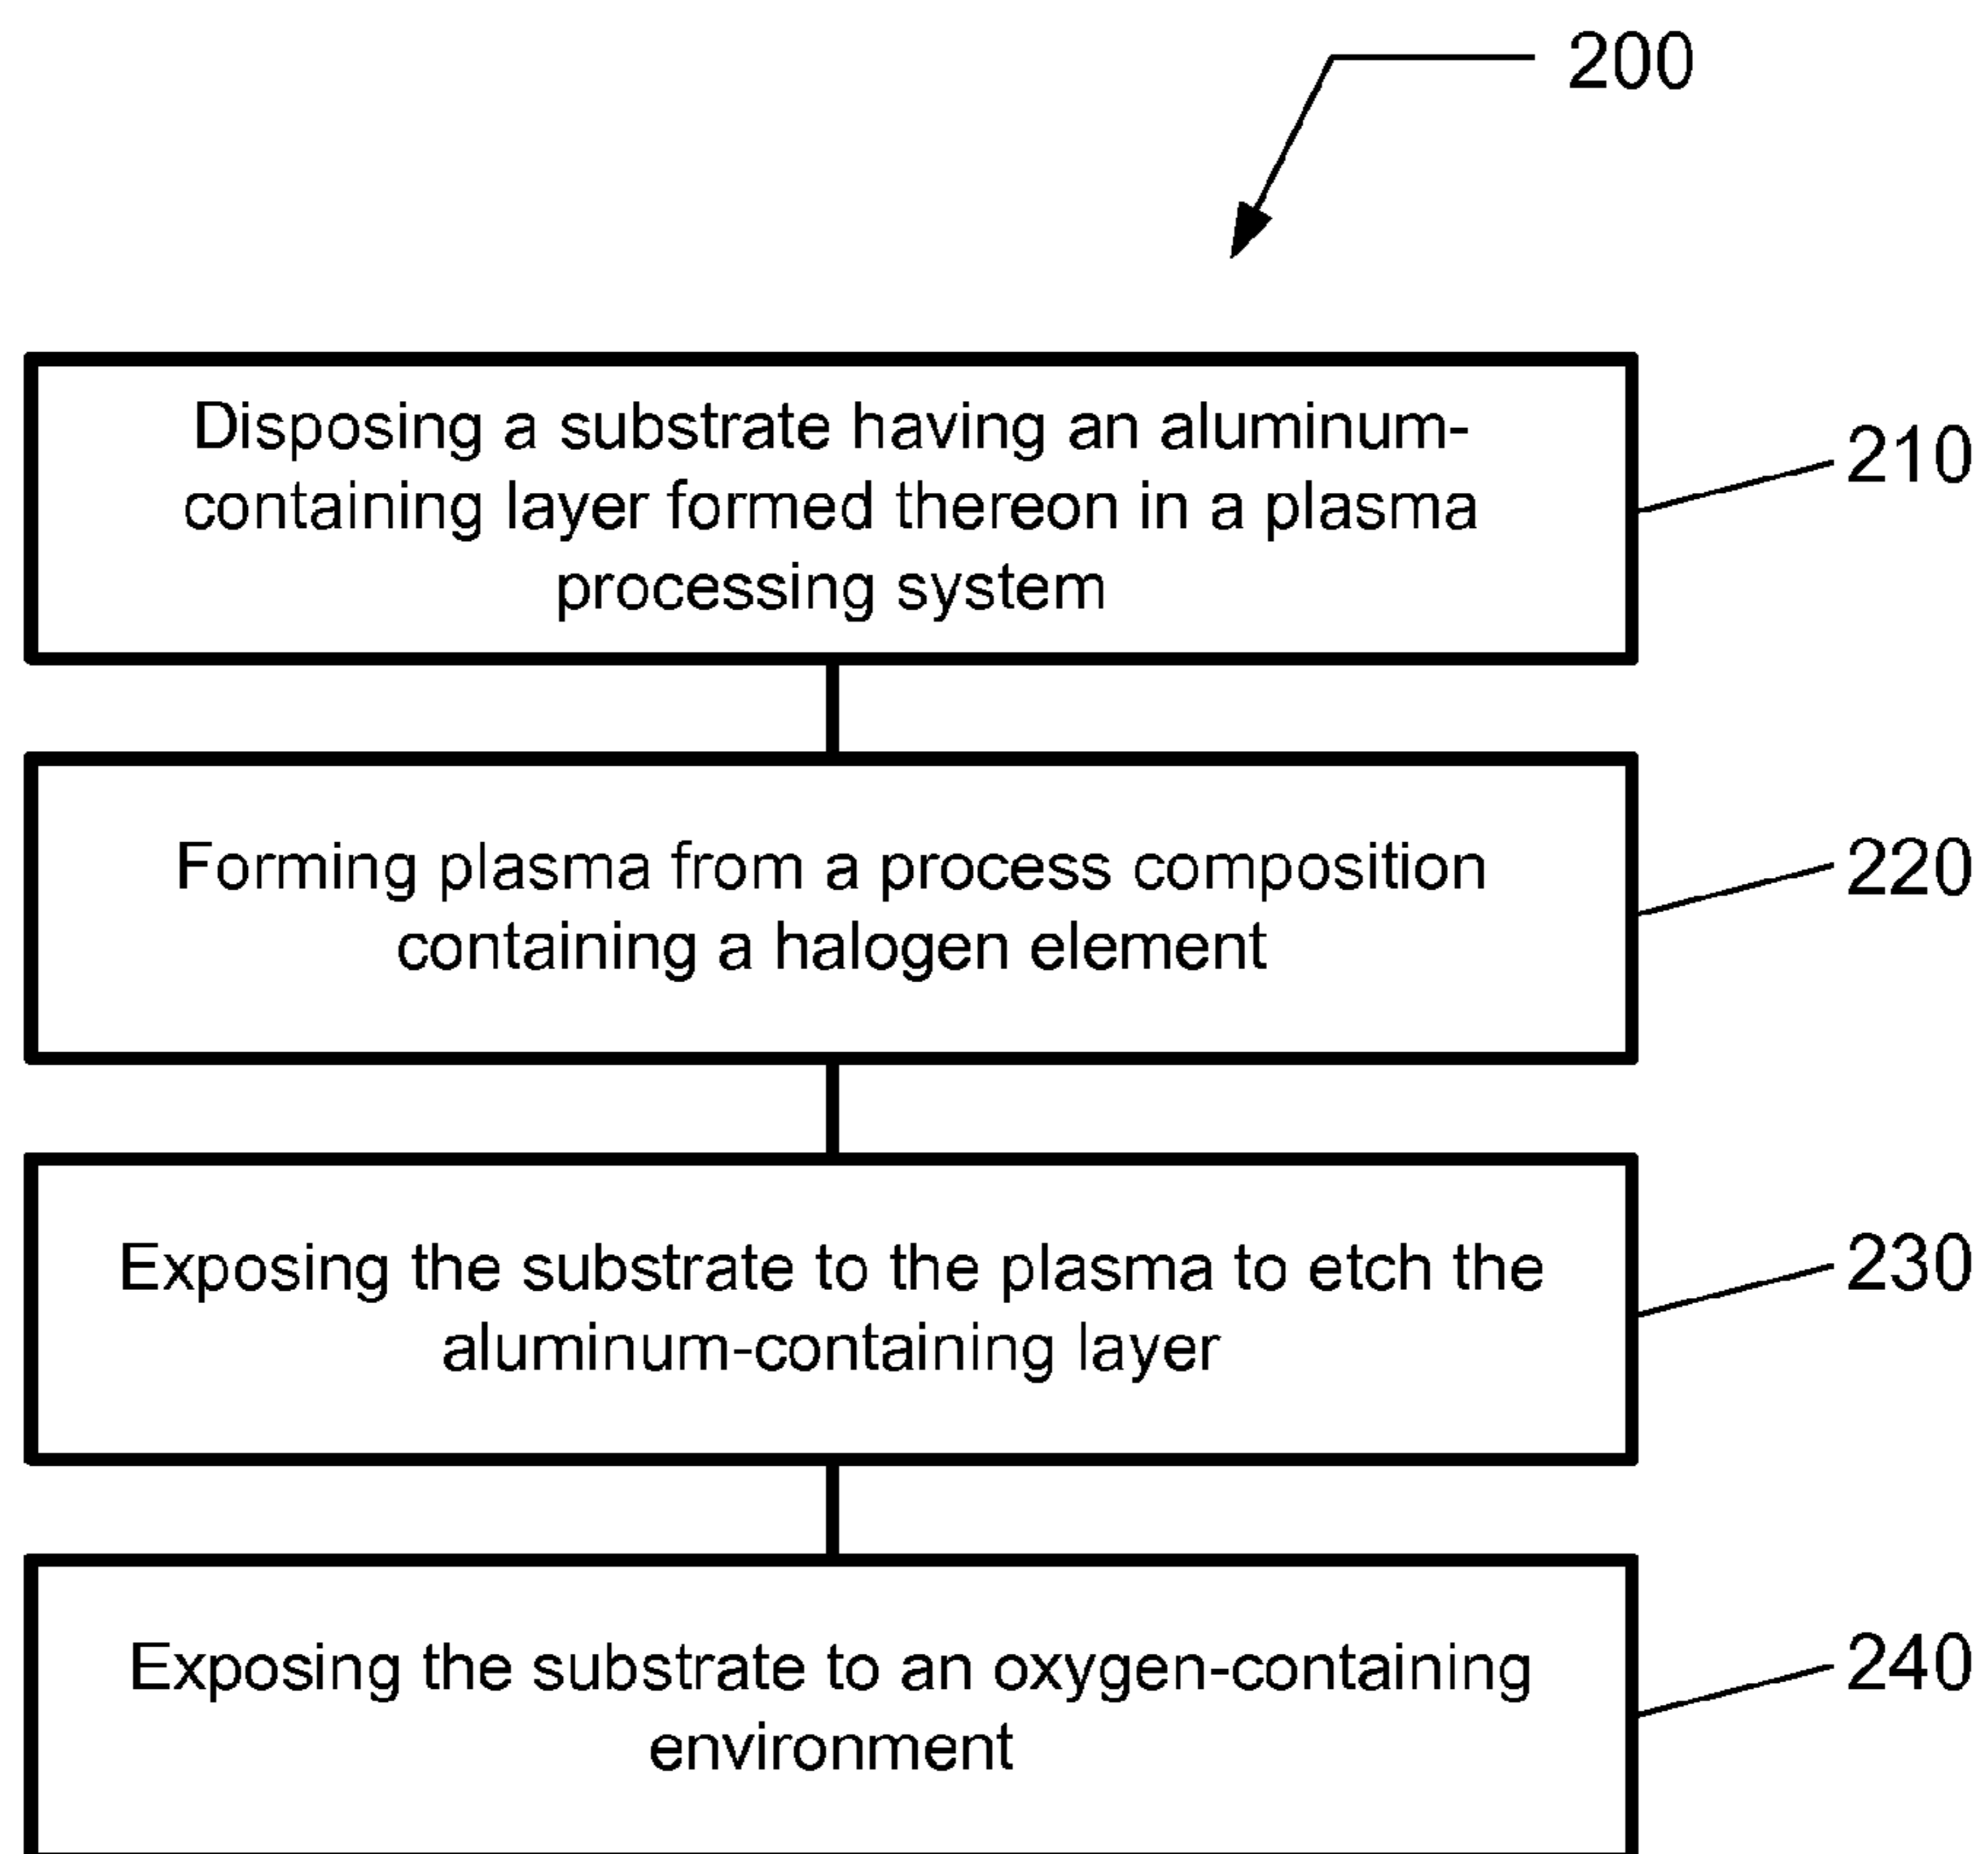 200
Disposing a substrate having an aluminum-
containing layer formed thereon in a plasma
processing system
210
Forming plasma from a process composition
containing a halogen element
220
Exposing the substrate to the plasma to etch the
aluminum-containing layer
230
Exposing the substrate to an oxygen-containing
environment
240